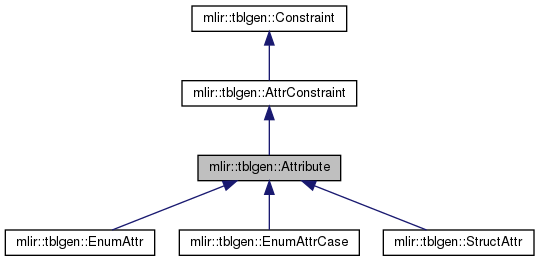 mlir::tblgen::Constraint
mlir::tblgen::AttrConstraint
mlir::tblgen::Attribute
mlir::tblgen::EnumAttr
mlir::tblgen::EnumAttrCase
mlir::tblgen::StructAttr